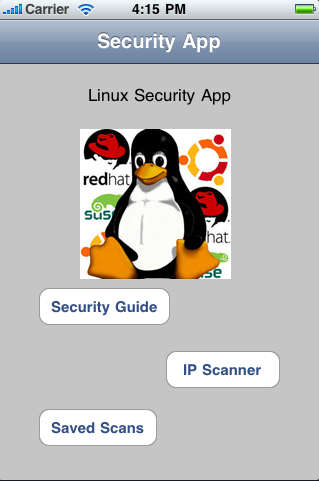 Carrier 4:15 PM
Security App
Linux Security App
redhat.
SuSE
hat.
se
Security Guide
IP Scanner
Saved Scans